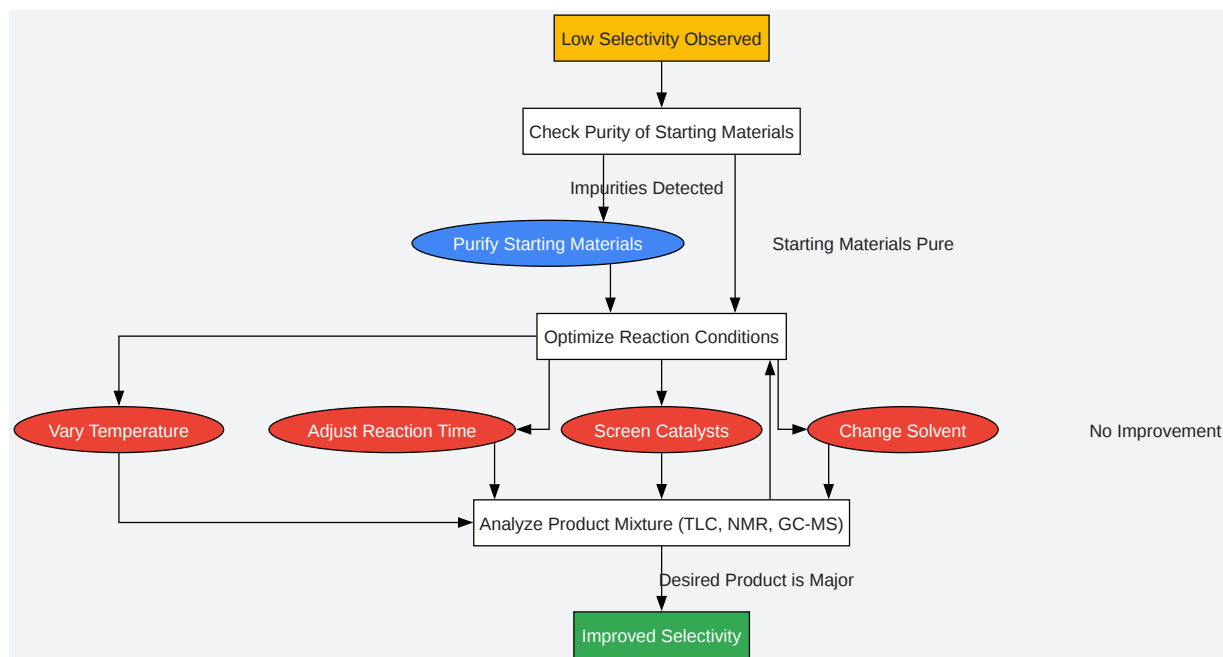 Low Selectivity Observed
Check Purity of Starting Materials
Impurities Detected
Purify Starting Materials
Starting Materials Pure
Optimize Reaction Conditions
Vary Temperature
Adjust Reaction Time
Screen Catalysts
Change Solvent
No Improvement
Analyze Product Mixture (TLC, NMR, GC-MS)
Desired Product is Major
Improved Selectivity